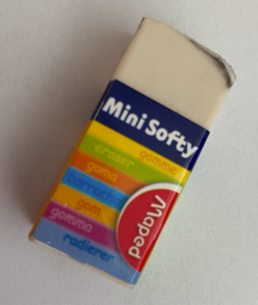 Mini Softy
eraser gomme
goma
borracha
gom
gomma
radierer
Maped